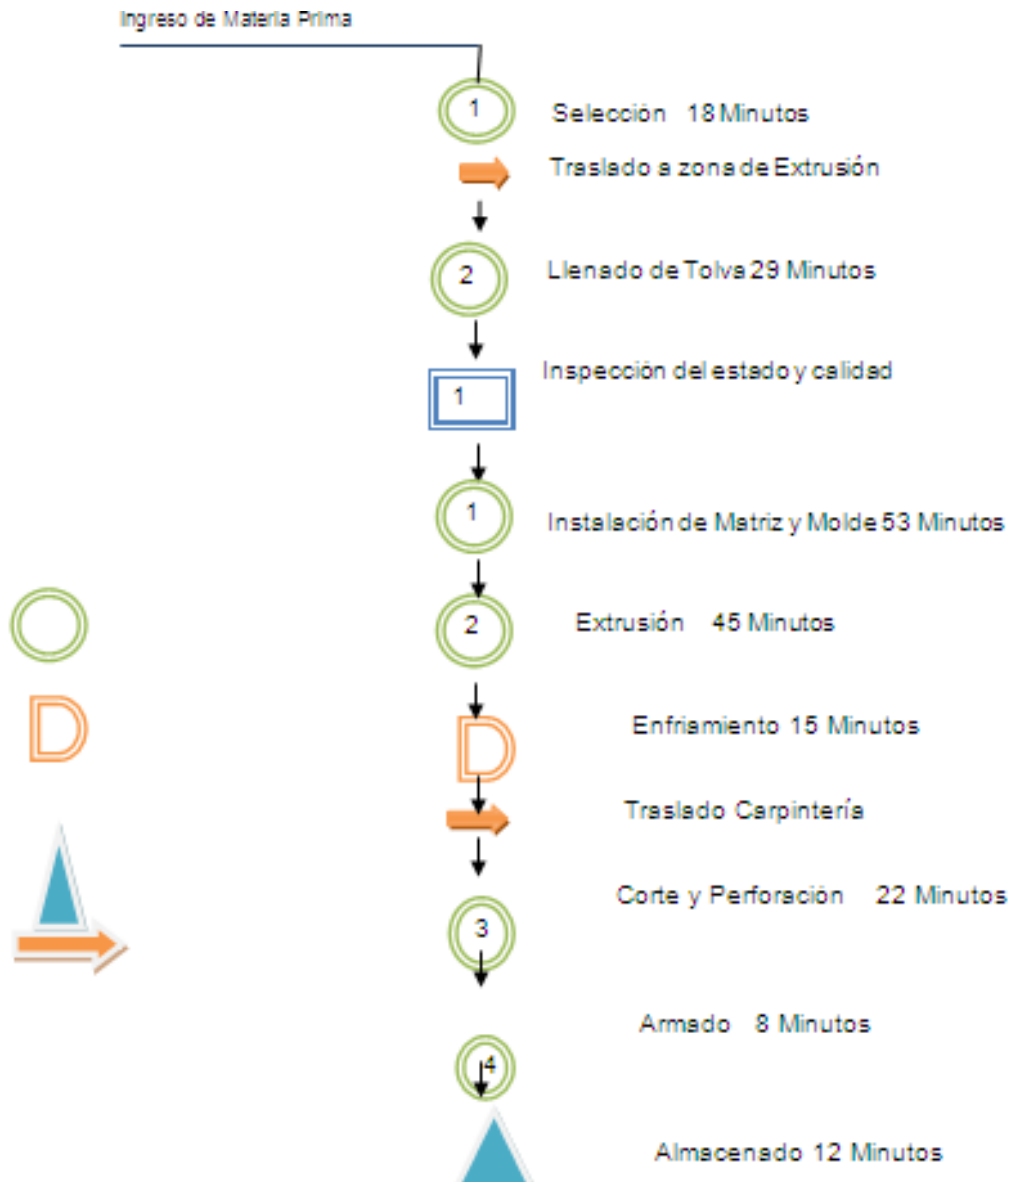 Ingreso de Materia Prima
1
Selección 18 Minutos
Traslado a zona de Extrusión
2
Llenado de Tolva 29 Minutos
Inspección del estado y calidad
1
1
Instalación de Matriz y Molde 53 Minutos
2
Extrusión 45 Minutos
Enfriamiento 15 Minutos
Traslado Carpintería
Corte y Perforación 22 Minutos
3
Armado 8 Minutos
4
Almacenado 12 Minutos